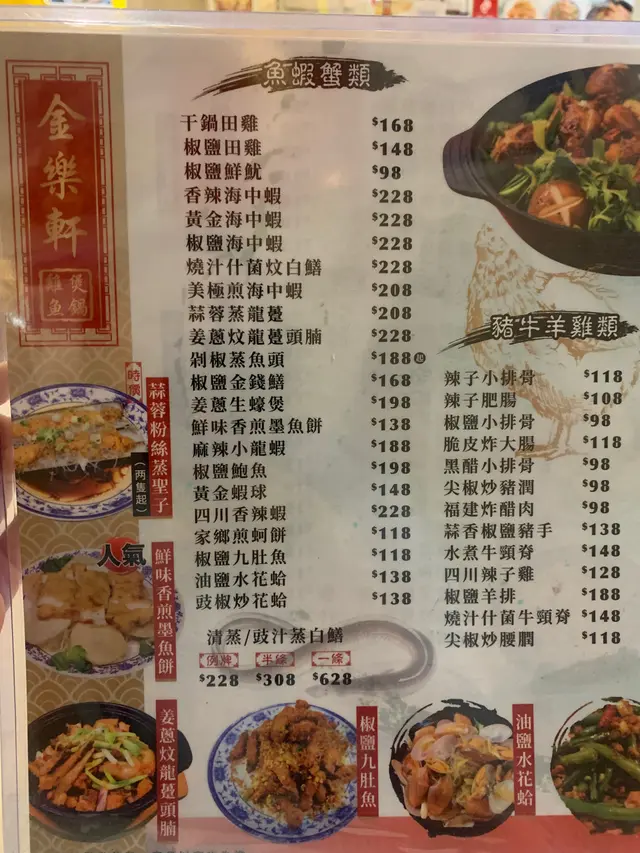 金樂軒
雞煲
魚鍋
魚蝦蟹類
干鍋田雞 $168
椒鹽田雞 $148
椒鹽鮮魷 $98
香辣海中蝦 $228
黃金海中蝦 $228
椒鹽海中蝦 $228
燒汁什菌炆白鱔 $228
美極煎海中蝦 $208
蒜蓉蒸龍躉 $208
姜蔥炆龍躉頭腩 $228
剁椒蒸魚頭 $188起
椒鹽金錢鱔 $168
姜蔥生蠔煲 $198
鮮味香煎墨魚餅 $138
麻辣小龍蝦 $188
椒鹽鮑魚 $198
黃金蝦球 $148
四川香辣蝦 $228
家鄉煎蚵餅 $118
椒鹽九肚魚 $118
油鹽水花蛤 $138
豉椒炒花蛤 $138
清蒸/豉汁蒸白鱔
例牌 半條 一條
$228 $308 $628
豬牛羊雞類
辣子小排骨 $118
辣子肥腸 $108
椒鹽小排骨 $98
脆皮炸大腸 $118
黑醋小排骨 $98
尖椒炒豬潤 $98
福建炸醋肉 $98
蒜香椒鹽豬手 $138
水煮牛頸脊 $148
四川辣子雞 $128
椒鹽羊排 $188
燒汁什菌牛頸脊 $148
尖椒炒腰膶 $118
時價
蒜蓉粉絲蒸聖子
(两隻起)
人氣
鮮味香煎墨魚餅
姜蔥炆龍躉頭腩
椒鹽九肚魚
油鹽水花蛤